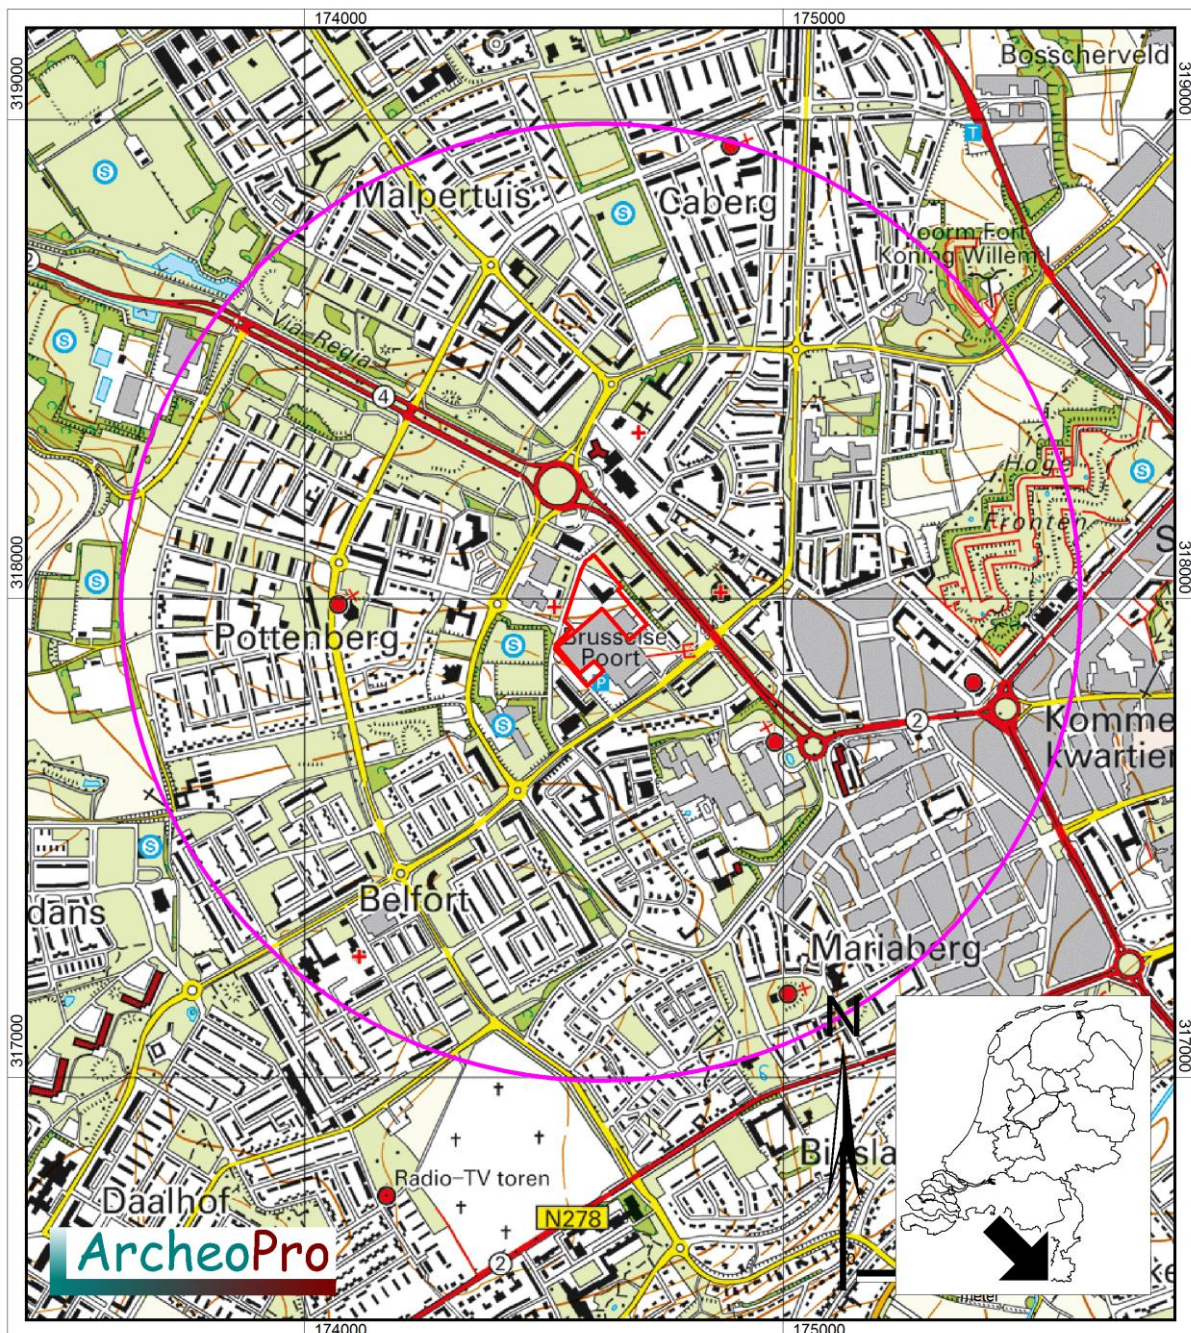 174000
175000
319000
319000
Bosscherveld
T
S
Malpertuis
Caberg
S
Voorm. Fort
Koning Willem I
S
Via Regia
4
Hoge
Fronten
S
318000
318000
S
Pottenberg
S
Brusselse
Poort
P
S
2
Komme
kwartier
S
Belfort
dans
Mariaberg
N
317000
317000
Radio-TV toren
Daalhof
N278
2
ArcheoPro
meter
174000
175000